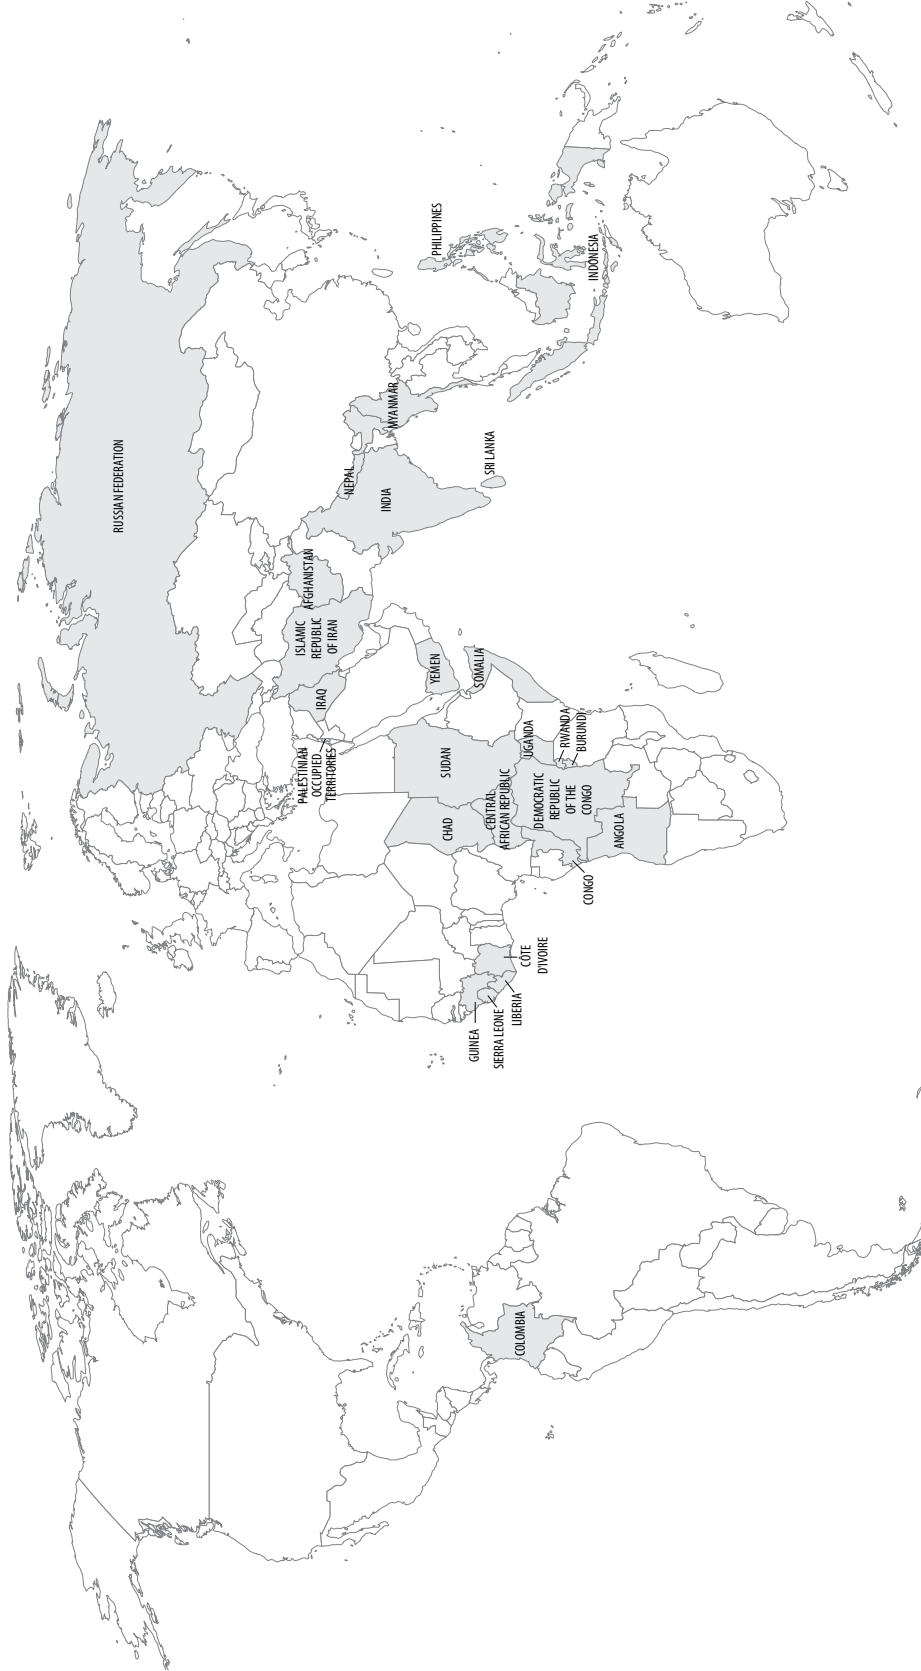 RUSSIAN FEDERATION
AFGHANISTAN
ISLAMIC
REPUBLIC
OF IRAN
IRAQ
PALESTINIAN
OCCUPIED
TERRITORIES
NEPAL
INDIA
MYANMAR
SRI LANKA
PHILIPPINES
INDONESIA
YEMEN
SOMALIA
SUDAN
CHAD
CENTRAL
AFRICAN REPUBLIC
UGANDA
RWANDA
BURUNDI
DEMOCRATIC
REPUBLIC
OF THE
CONGO
ANGOLA
CONGO
CÔTE
D'IVOIRE
LIBERIA
SIERRA LEONE
GUINEA
COLOMBIA